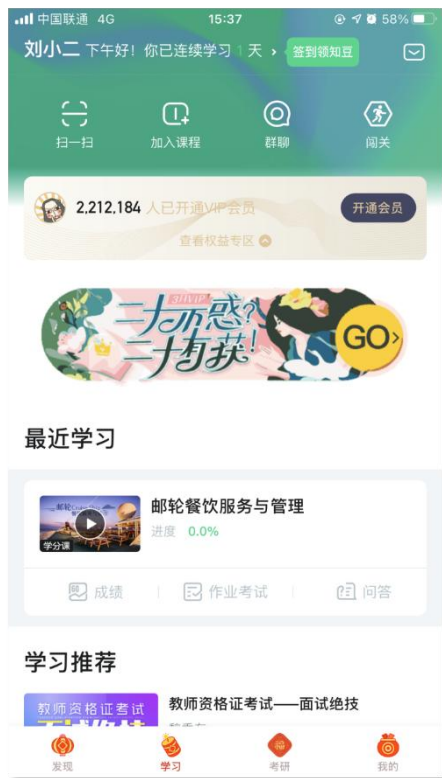 中国联通 4G 15:37 58%
刘小二 下午好！你已连续学习 1 天 > 签到领知豆
扫一扫 加入课程 群聊 闯关
2,212,184 人已开通VIP会员 开通会员
查看权益专区
二十不惑？
二十有获！
GO>
最近学习
邮轮餐饮服务与管理
进度 0.0%
学分课
成绩 作业考试 问答
学习推荐
教师资格证考试
教师资格证考试——面试绝技
发现 学习 考研 我的